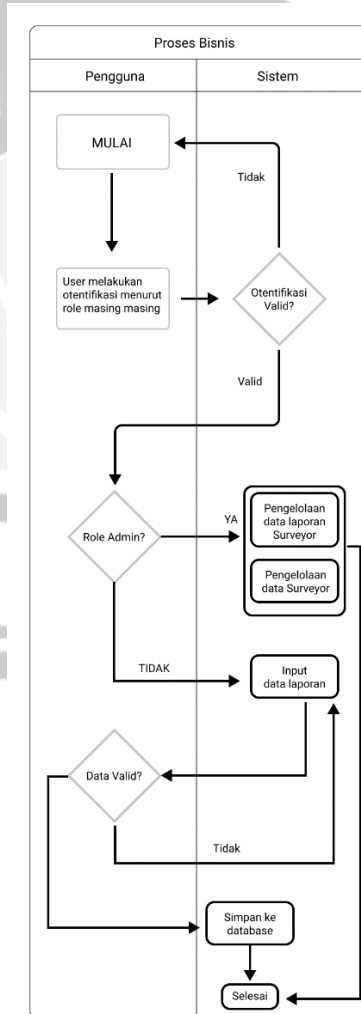 Proses Bisnis
Pengguna
Sistem
MULAI
Tidak
User melakukan
otentifikasi menurut
role masing masing
Otentifikasi
Valid?
Valid
Role Admin?
YA
Pengelolaan
data laporan
Surveyor
Pengelolaan
data Surveyor
TIDAK
Input
data laporan
Data Valid?
Tidak
Simpan ke
database
Selesai